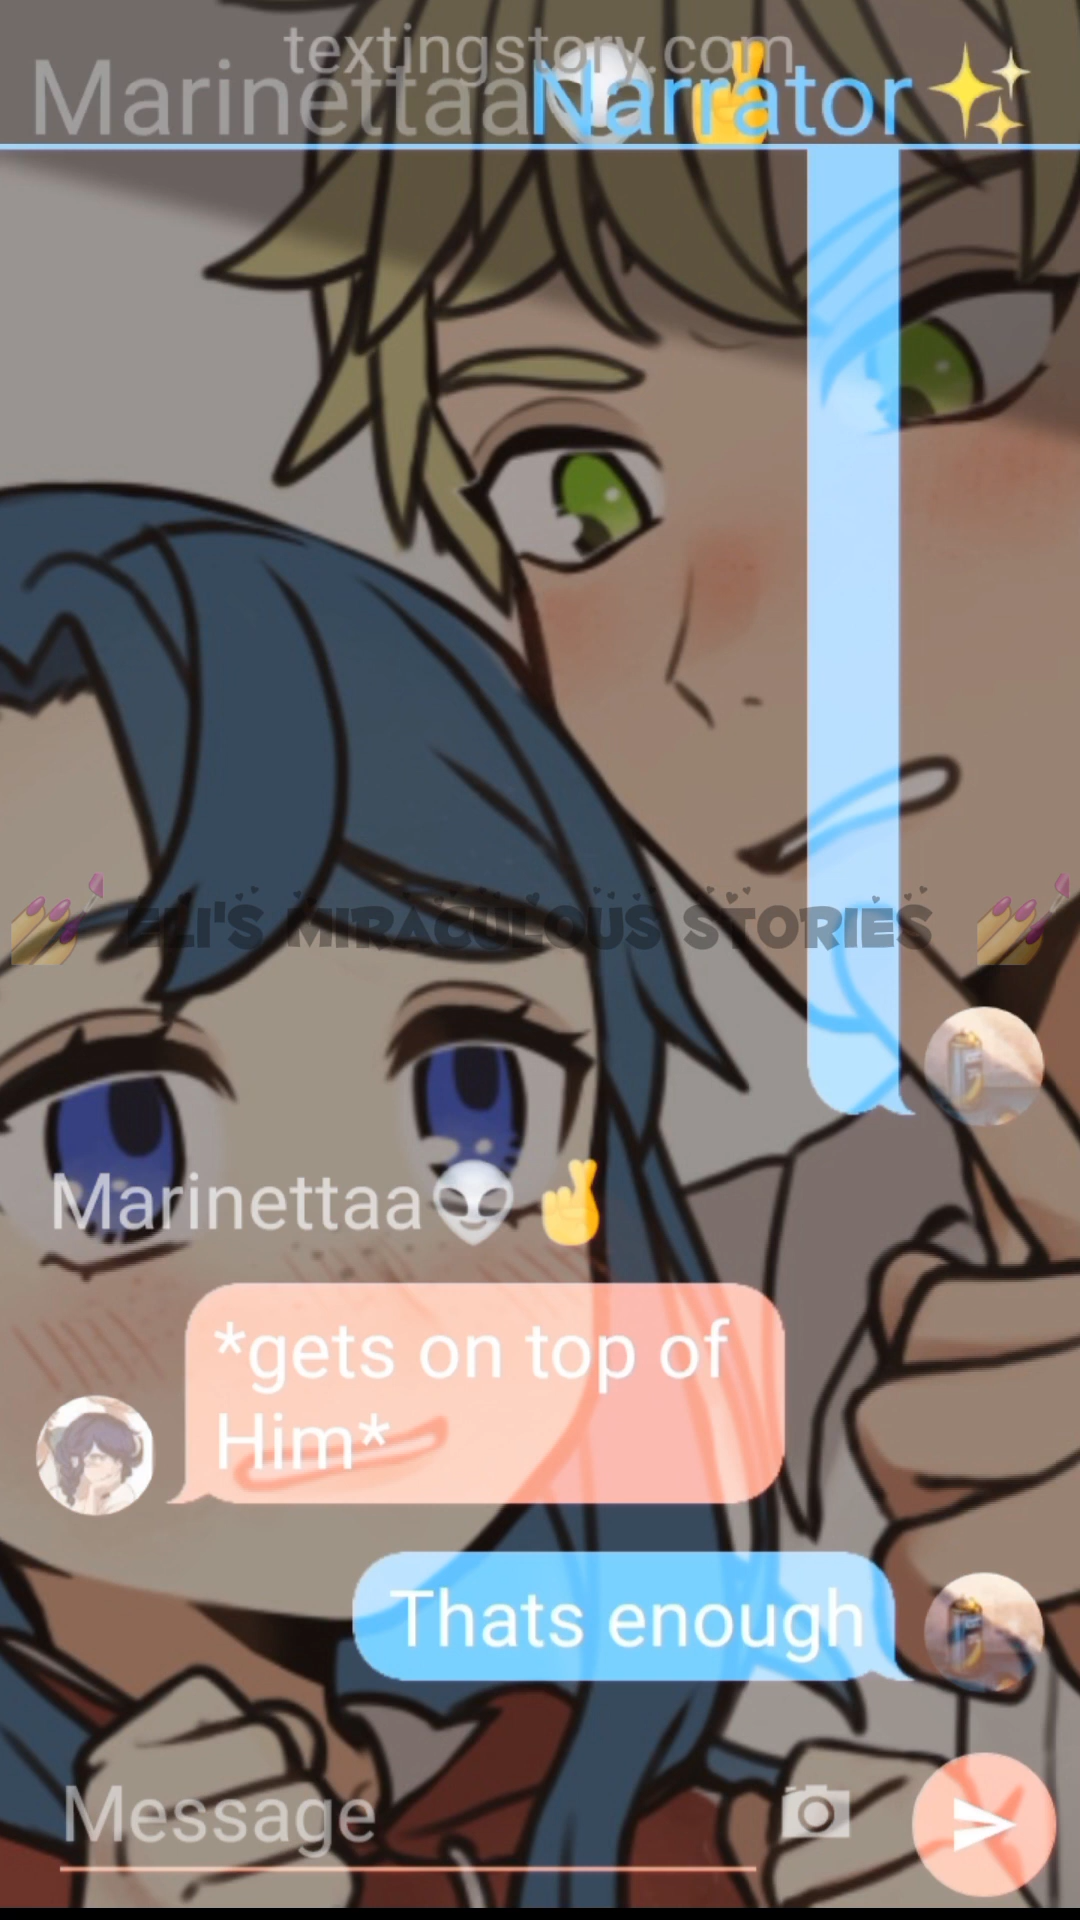 textingstory.com
Marinettaa👽🤞
Narrator✨
💅 ELI'S MIRACULOUS STORIES 💅
Marinettaa👽🤞
*gets on top of
Him*
Thats enough
Message